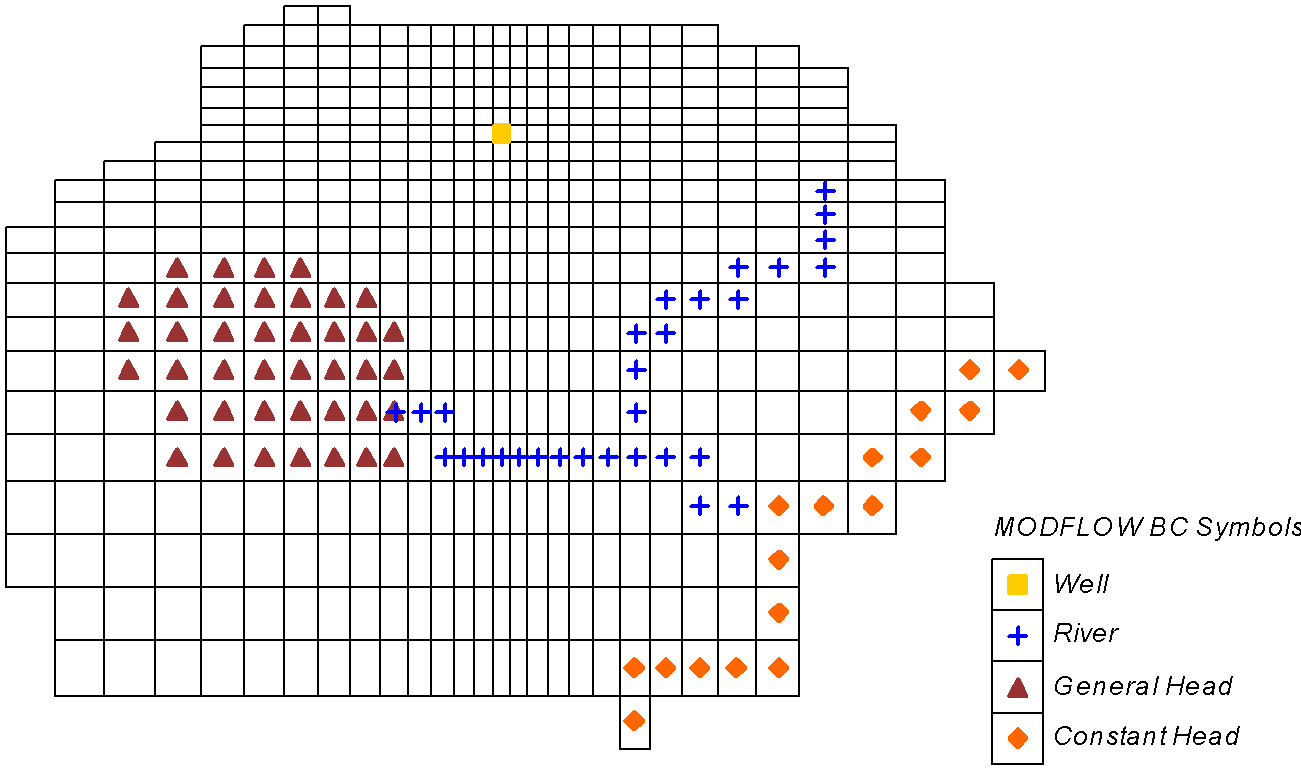 MODFLOW BC Symbols
Well
River
General Head
Constant Head